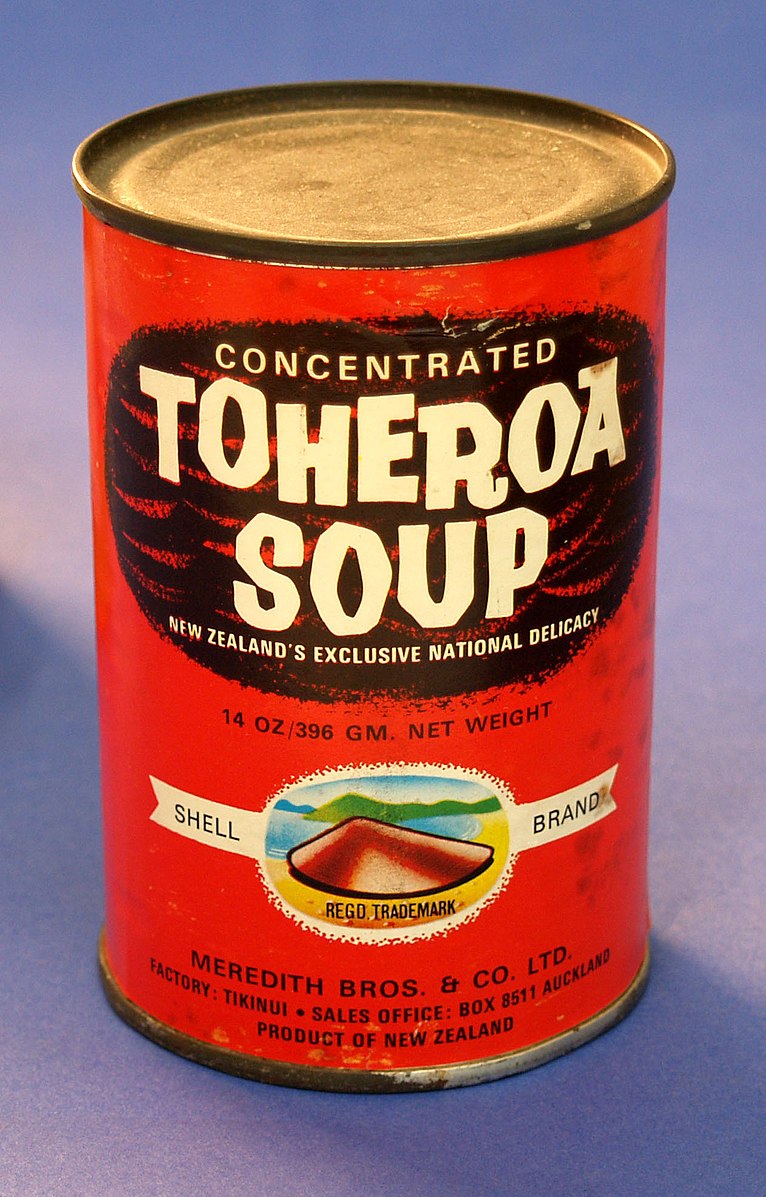 CONCENTRATED
TOHEROA
SOUP
NEW ZEALAND'S EXCLUSIVE NATIONAL DELICACY
14 OZ/396 GM. NET WEIGHT
SHELL BRAND
REGD. TRADEMARK
MEREDITH BROS. & CO. LTD.
FACTORY: TIKINUI • SALES OFFICE: BOX 8511 AUCKLAND
PRODUCT OF NEW ZEALAND